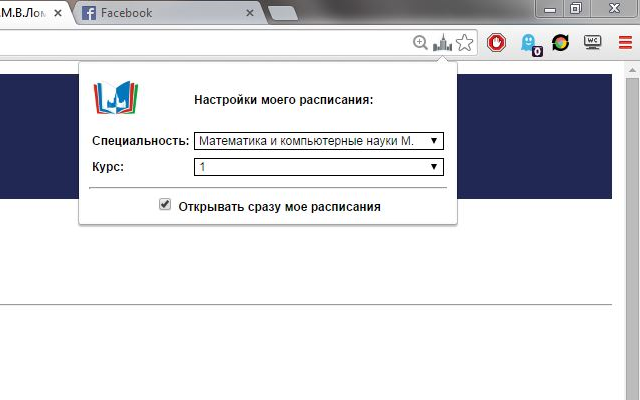 М.В.Лом
Facebook
0
WC
Настройки моего расписания:
Специальность: Математика и компьютерные науки М.
Курс: 1
Открывать сразу мое расписания